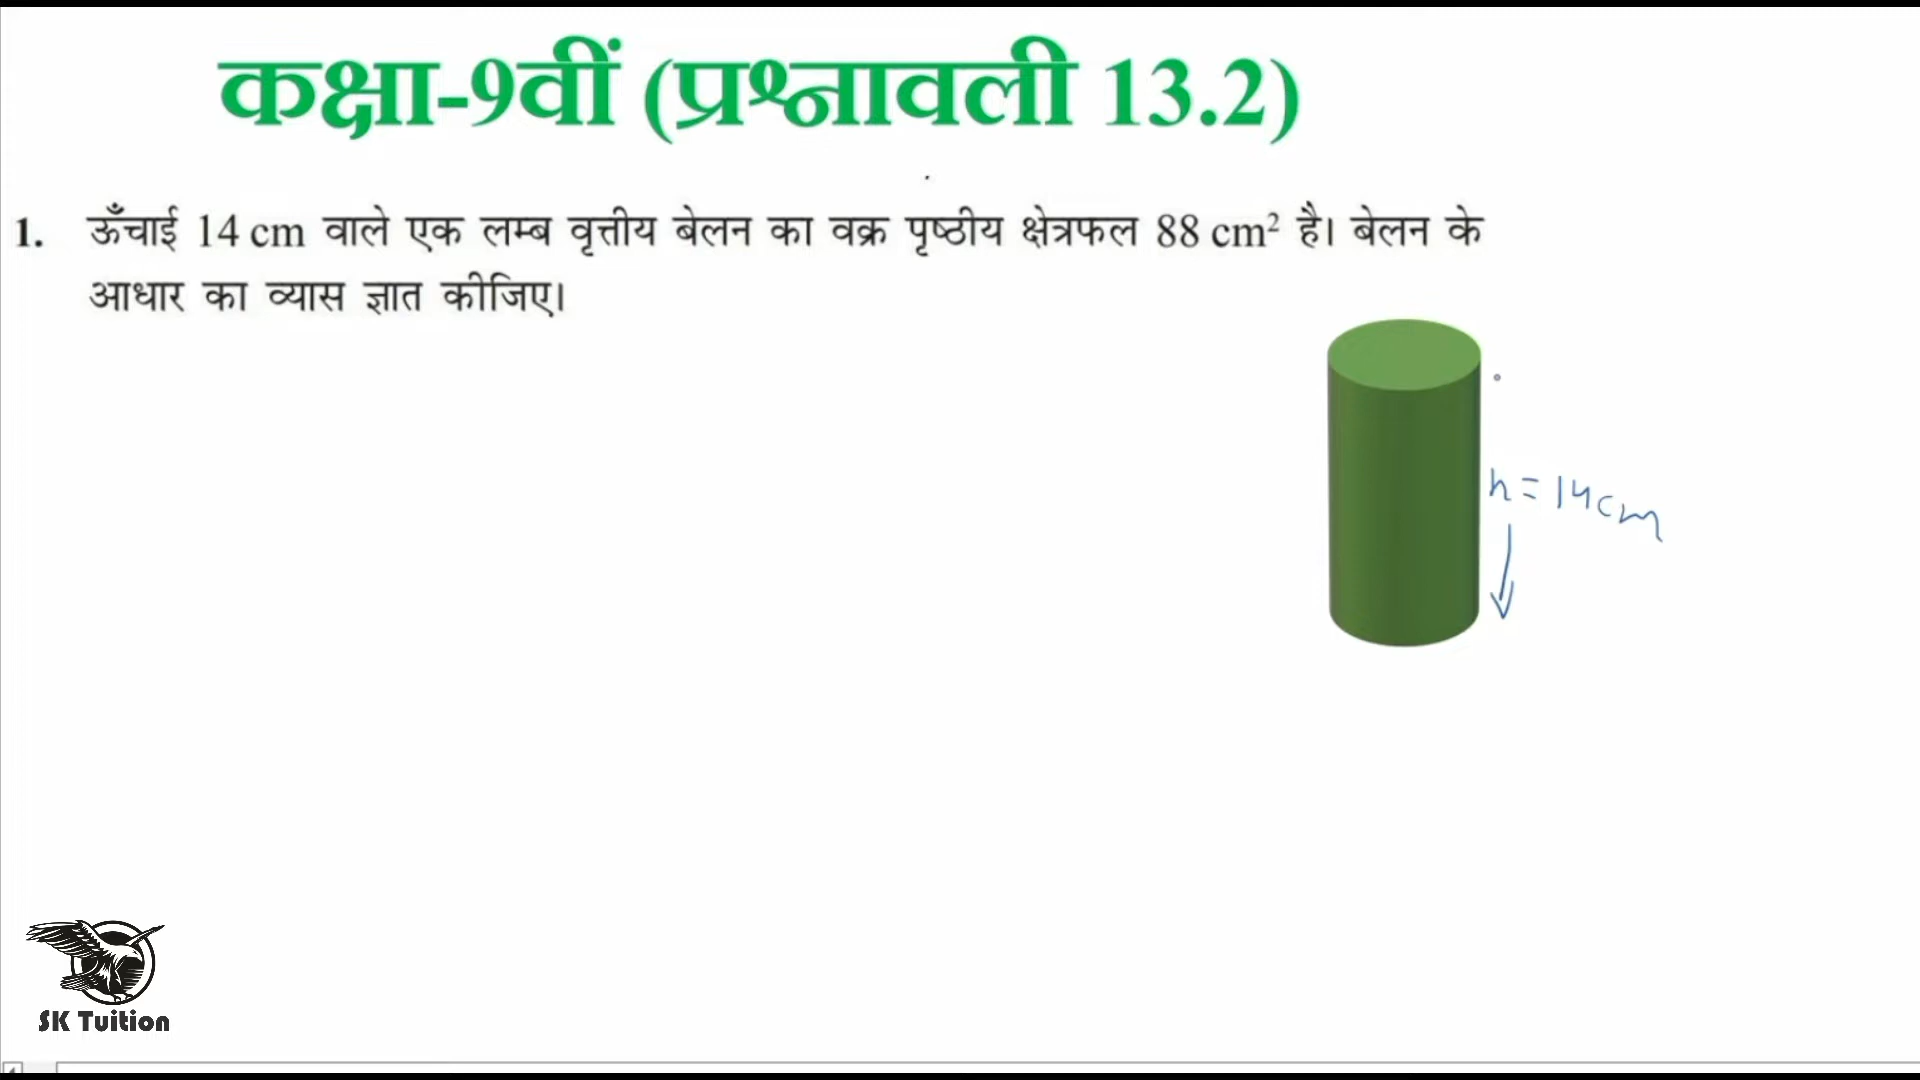 कक्षा-9वीं (प्रश्नावली 13.2)
1. ऊँचाई 14 cm वाले एक लम्ब वृत्तीय बेलन का वक्र पृष्ठीय क्षेत्रफल 88 cm² है। बेलन के
आधार का व्यास ज्ञात कीजिए।
h = 14cm
SK Tuition